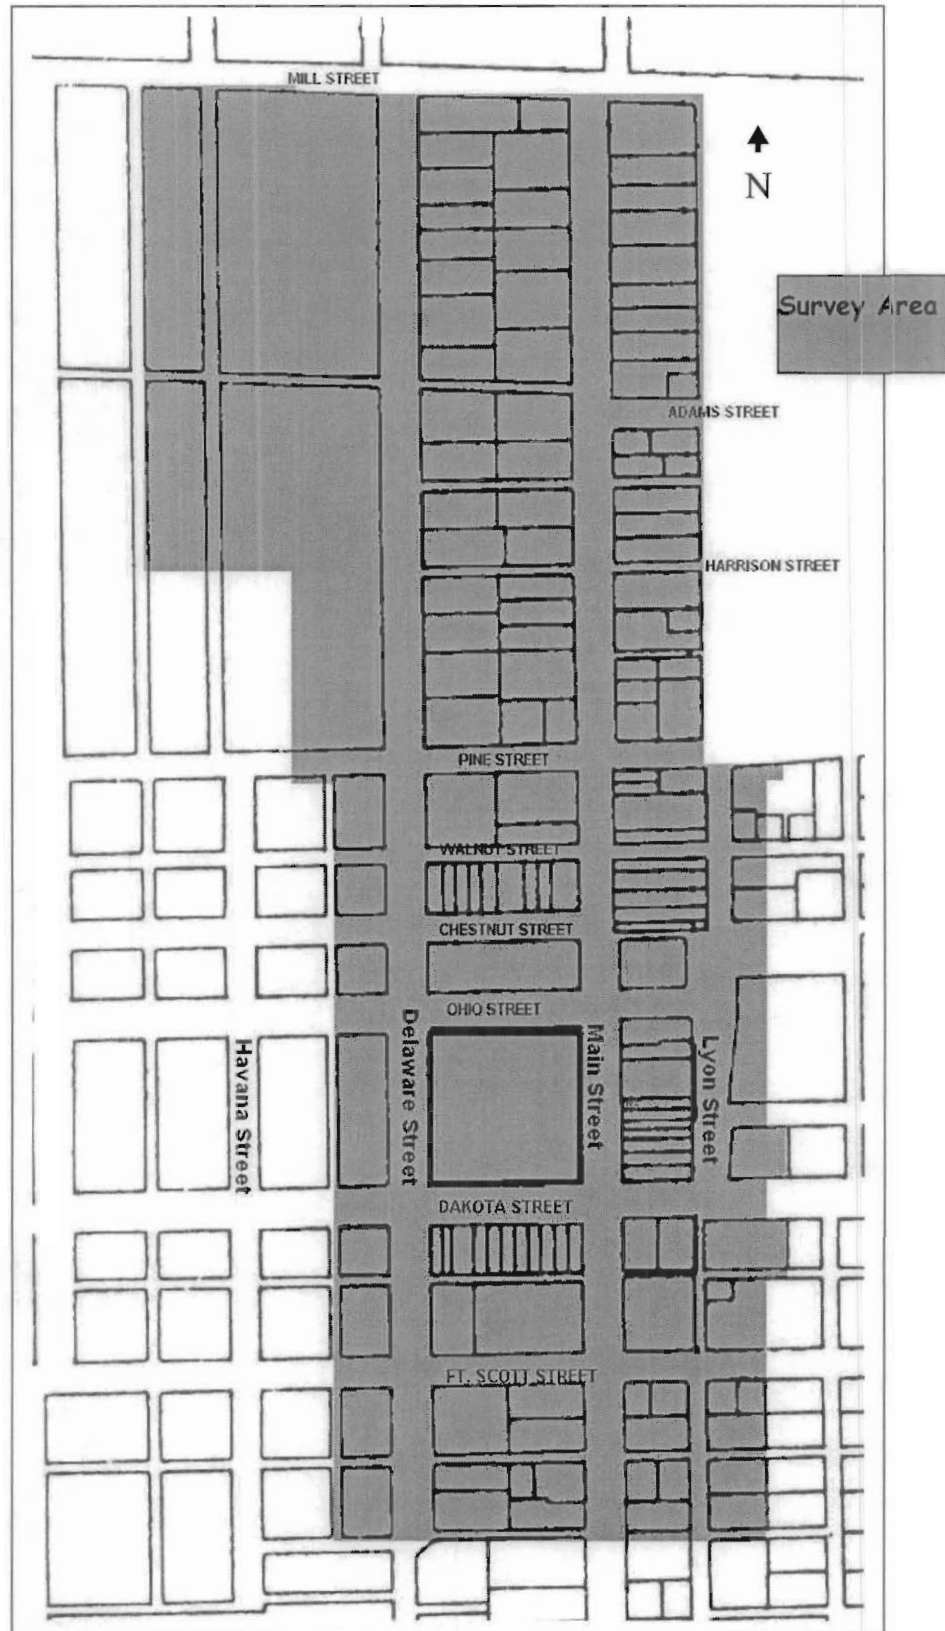 MILL STREET
N
Survey Area
ADAMS STREET
HARRISON STREET
PINE STREET
WALNUT STREET
CHESTNUT STREET
OHIO STREET
Delaware Street
Main Street
Lyon Street
Havana Street
DAKOTA STREET
FT. SCOTT STREET